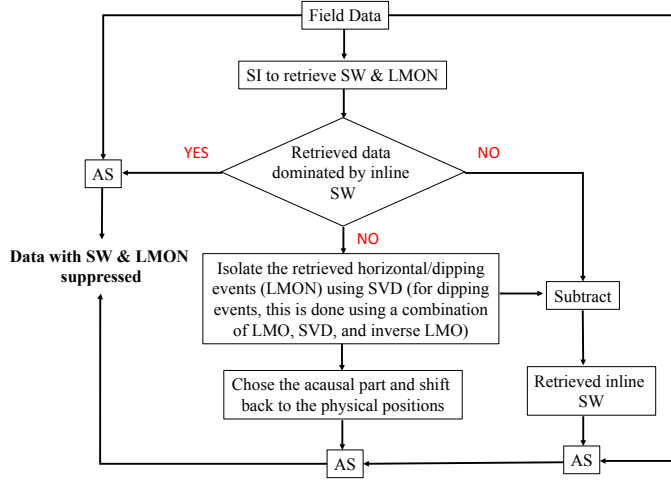 Field Data
SI to retrieve SW & LMON
YES
Retrieved data
dominated by inline
SW
NO
AS
NO
Data with SW & LMON
suppressed
Isolate the retrieved horizontal/dipping
events (LMON) using SVD (for dipping
events, this is done using a combination
of LMO, SVD, and inverse LMO)
Subtract
Chose the acausal part and shift
back to the physical positions
Retrieved inline
SW
AS
AS